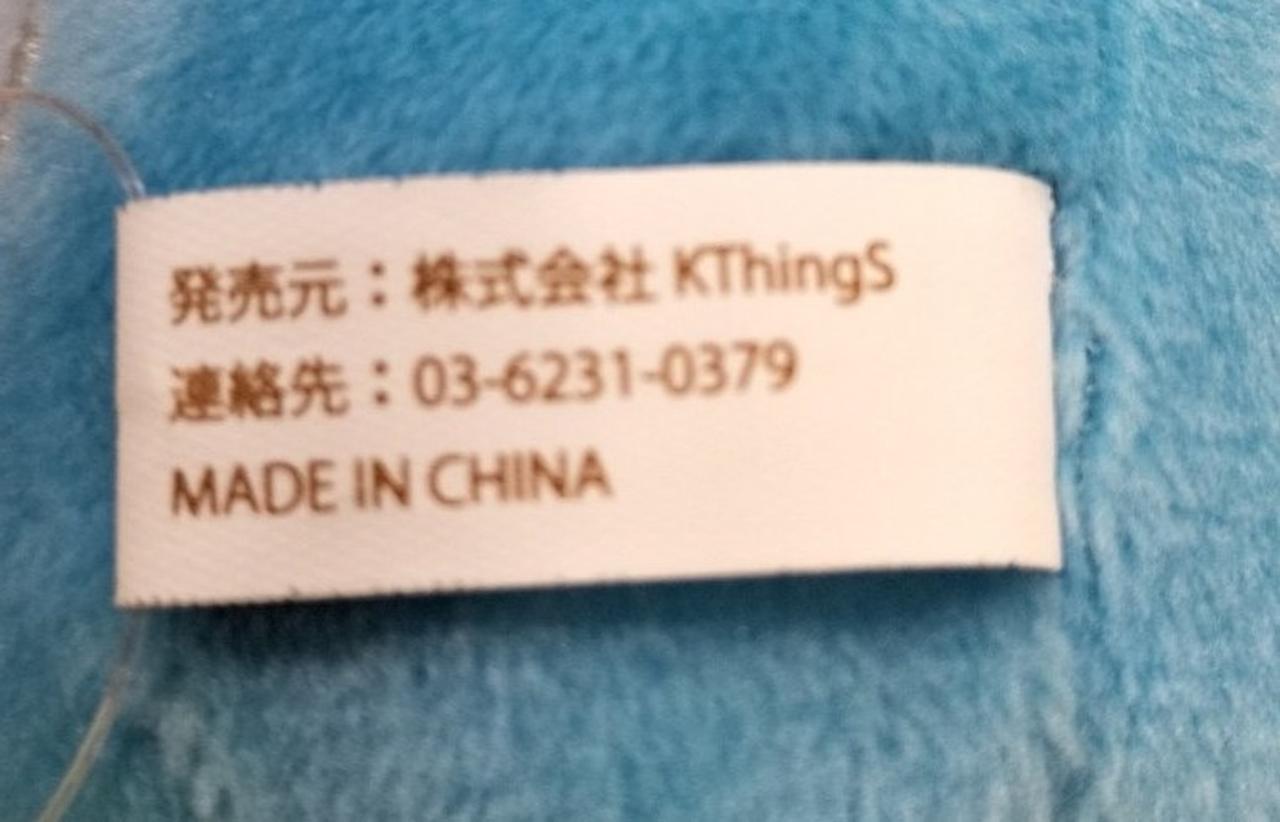 発売元：株式会社 KThingS
連絡先：03-6231-0379
MADE IN CHINA